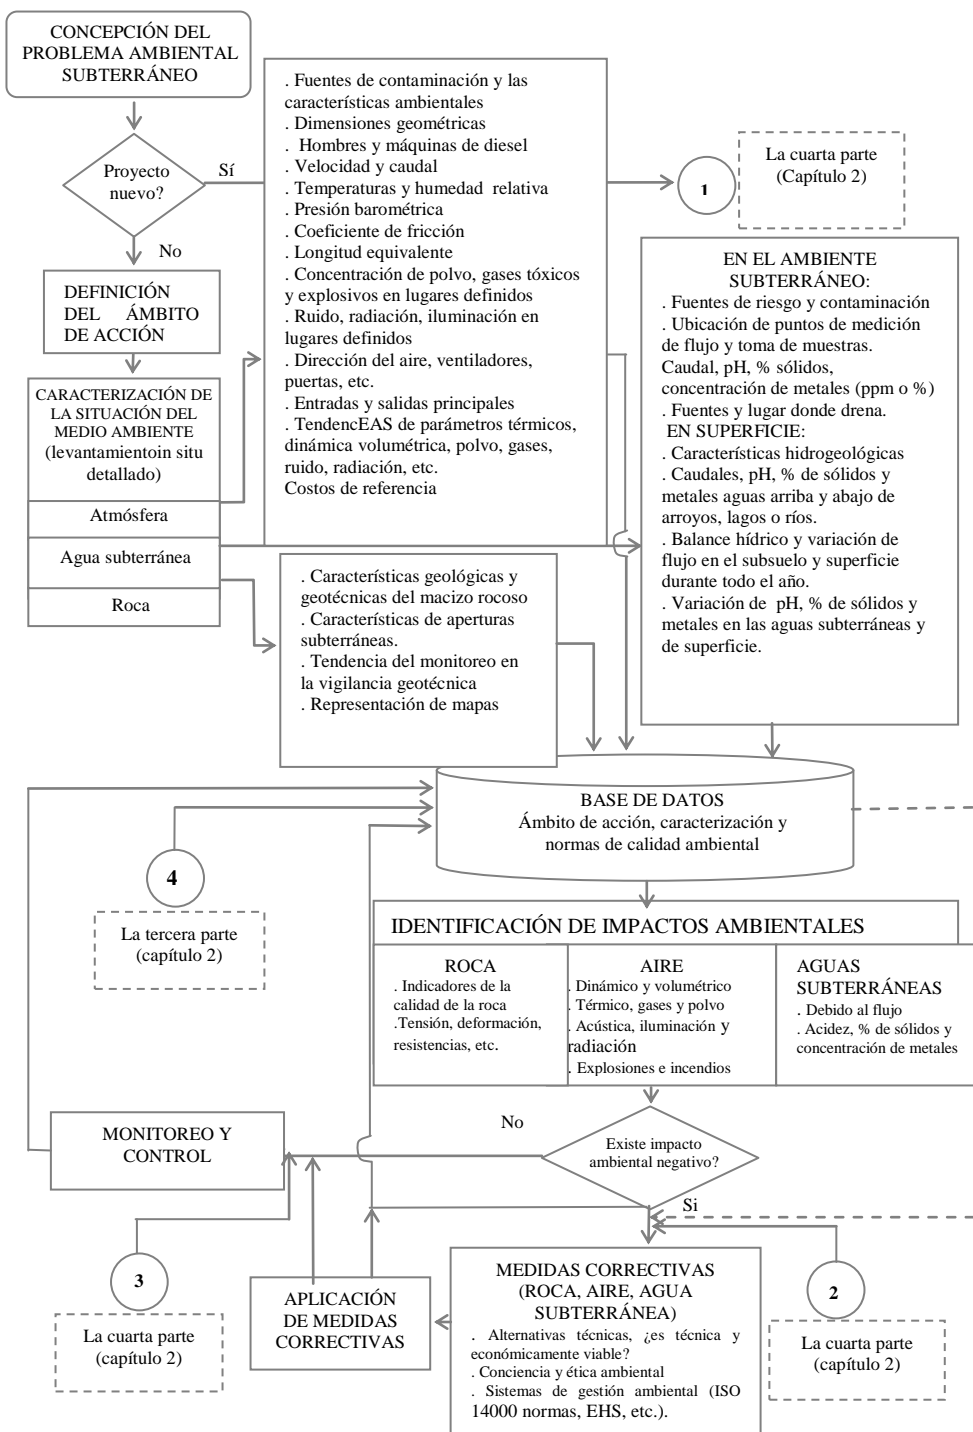 CONCEPCIÓN DEL
PROBLEMA AMBIENTAL
SUBTERRÁNEO
Proyecto
nuevo?
Sí
No
DEFINICIÓN
DEL ÁMBITO
DE ACCIÓN
CARACTERIZACIÓN DE
LA SITUACIÓN DEL
MEDIO AMBIENTE
(levantamientoin situ
detallado)
Atmósfera
Agua subterránea
Roca
. Fuentes de contaminación y las
características ambientales
. Dimensiones geométricas
. Hombres y máquinas de diesel
. Velocidad y caudal
. Temperaturas y humedad relativa
. Presión barométrica
. Coeficiente de fricción
. Longitud equivalente
. Concentración de polvo, gases tóxicos
y explosivos en lugares definidos
. Ruido, radiación, iluminación en
lugares definidos
. Dirección del aire, ventiladores,
puertas, etc.
. Entradas y salidas principales
. TendencEAS de parámetros térmicos,
dinámica volumétrica, polvo, gases,
ruido, radiación, etc.
Costos de referencia
1
La cuarta parte
(Capítulo 2)
EN EL AMBIENTE
SUBTERRÁNEO:
. Fuentes de riesgo y contaminación
. Ubicación de puntos de medición
de flujo y toma de muestras.
Caudal, pH, % sólidos,
concentración de metales (ppm o %)
. Fuentes y lugar donde drena.
EN SUPERFICIE:
. Características hidrogeológicas
. Caudales, pH, % de sólidos y
metales aguas arriba y abajo de
arroyos, lagos o ríos.
. Balance hídrico y variación de
flujo en el subsuelo y superficie
durante todo el año.
. Variación de pH, % de sólidos y
metales en las aguas subterráneas y
de superficie.
. Características geológicas y
geotécnicas del macizo rocoso
. Características de aperturas
subterráneas.
. Tendencia del monitoreo en
la vigilancia geotécnica
. Representación de mapas
BASE DE DATOS
Ámbito de acción, caracterización y
normas de calidad ambiental
4
La tercera parte
(capítulo 2)
IDENTIFICACIÓN DE IMPACTOS AMBIENTALES
ROCA
. Indicadores de la
calidad de la roca
.Tensión, deformación,
resistencias, etc.
AIRE
. Dinámico y volumétrico
. Térmico, gases y polvo
. Acústica, iluminación y
radiación
. Explosiones e incendios
AGUAS
SUBTERRÁNEAS
. Debido al flujo
. Acidez, % de sólidos y
concentración de metales
No
Existe impacto
ambiental negativo?
Si
MONITOREO Y
CONTROL
3
La cuarta parte
(capítulo 2)
APLICACIÓN
DE MEDIDAS
CORRECTIVAS
MEDIDAS CORRECTIVAS
(ROCA, AIRE, AGUA
SUBTERRÁNEA)
. Alternativas técnicas, ¿es técnica y
económicamente viable?
. Conciencia y ética ambiental
. Sistemas de gestión ambiental (ISO
14000 normas, EHS, etc.).
2
La cuarta parte
(capítulo 2)